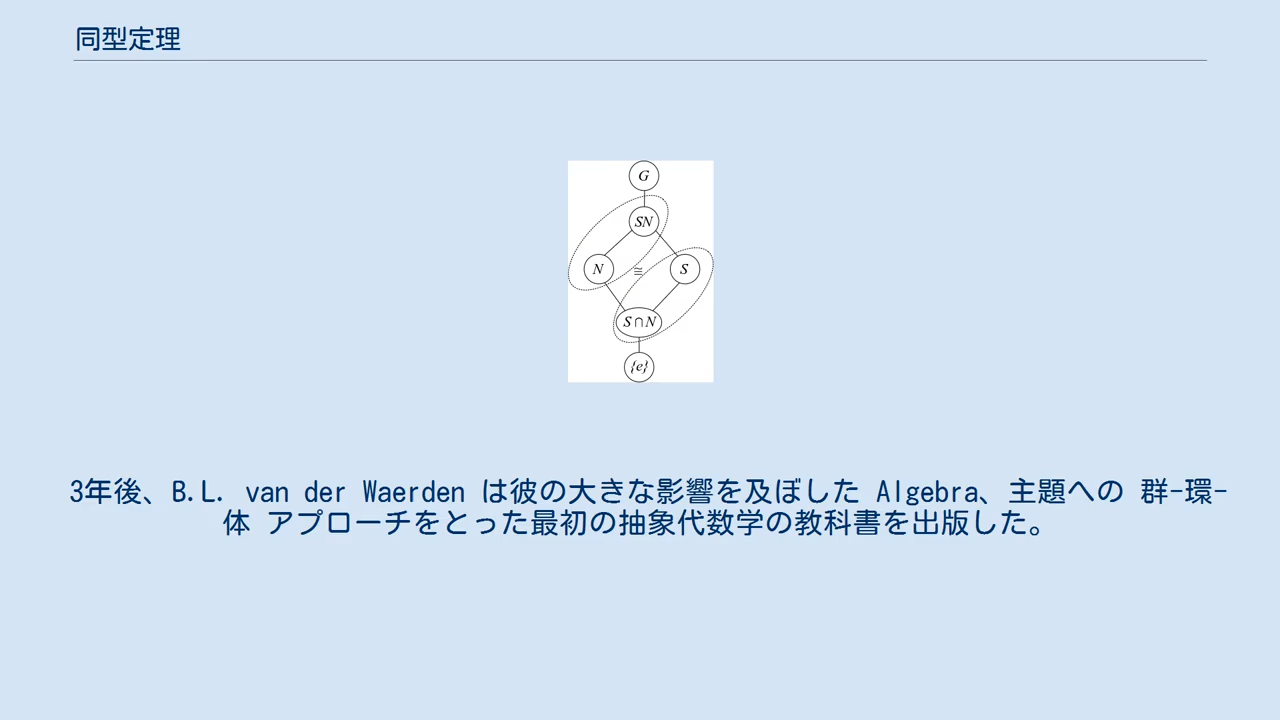 同型定理
G
SN
N
≅
S
S∩N
{e}
3年後、B.L. van der Waerden は彼の大きな影響を及ぼした Algebra、主題への 群-環-
体 アプローチをとった最初の抽象代数学の教科書を出版した。